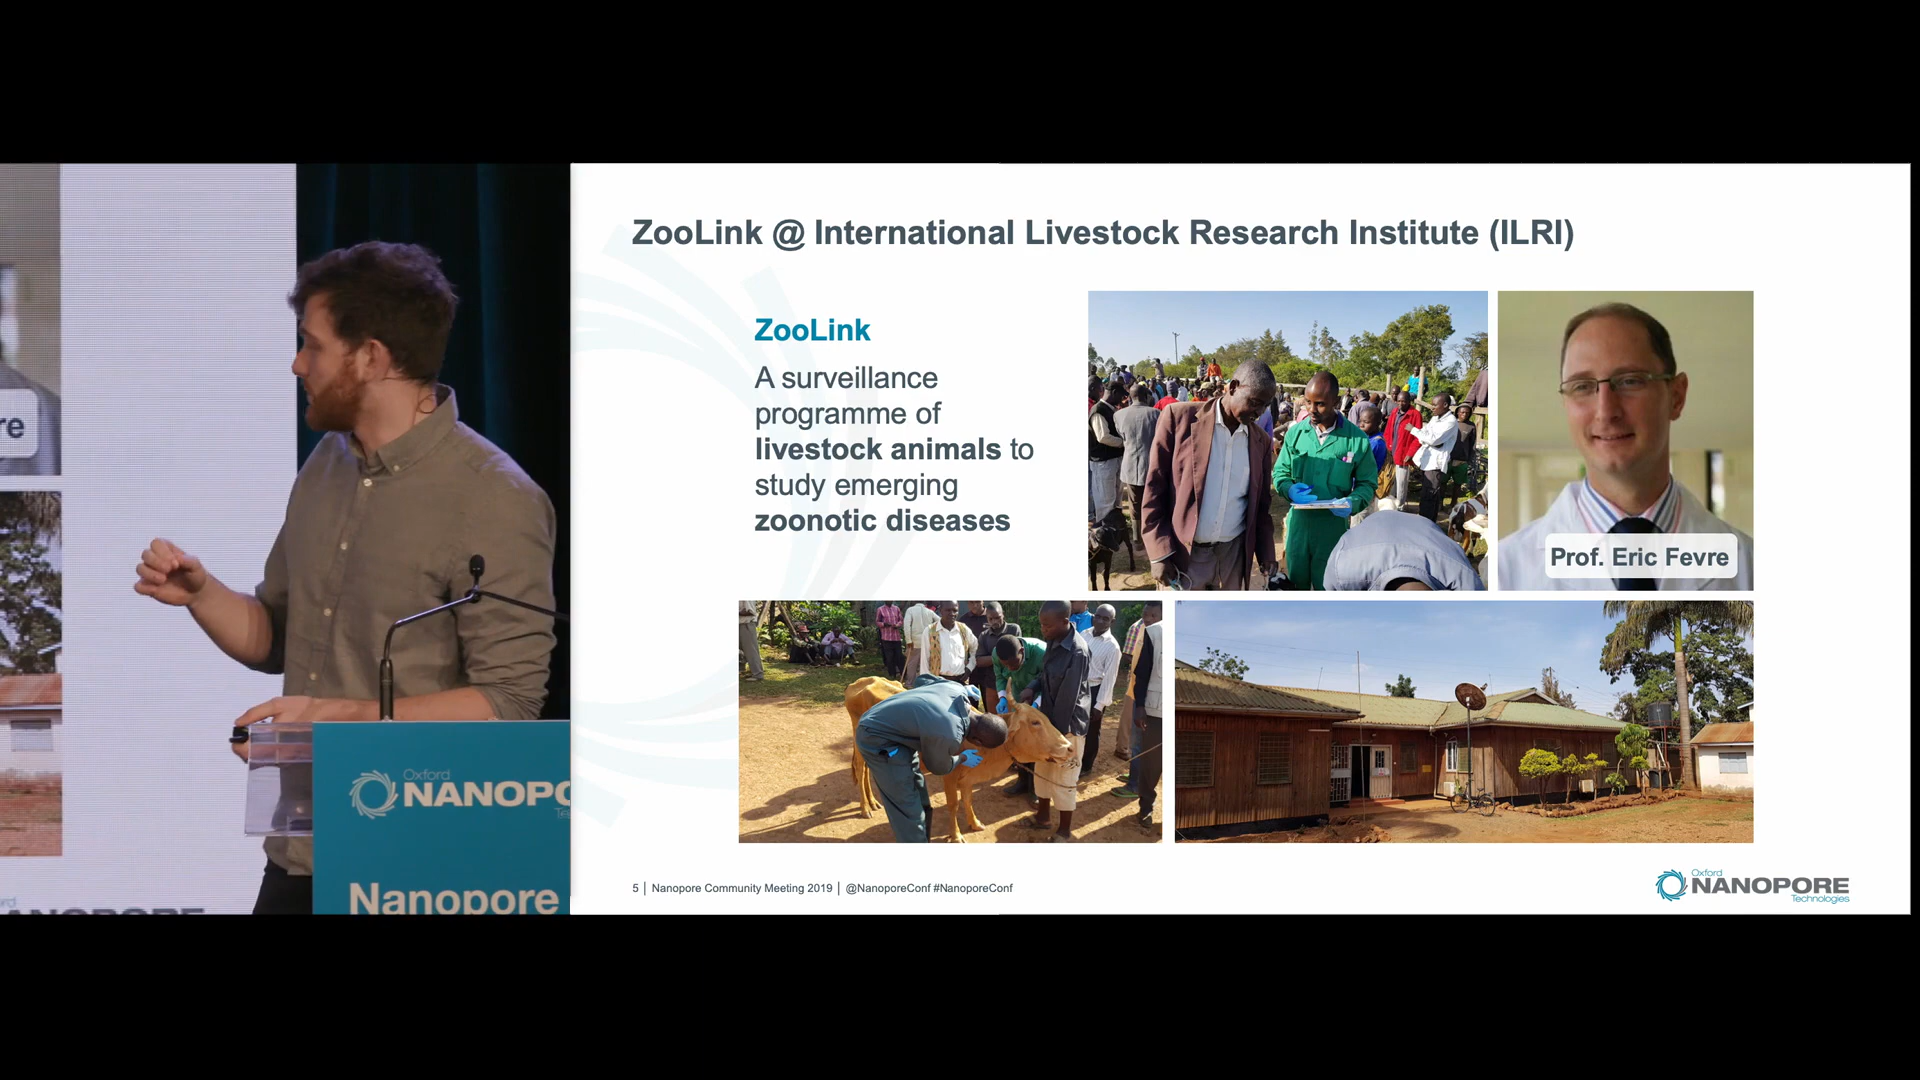 ZooLink @ International Livestock Research Institute (ILRI)
ZooLink
A surveillance
programme of
livestock animals to
study emerging
zoonotic diseases
Prof. Eric Fevre
5 | Nanopore Community Meeting 2019 | @NanoporeConf #NanoporeConf
Oxford
NANOPORE
Technologies
re
Oxford
NANOPO
Te
Nanopore